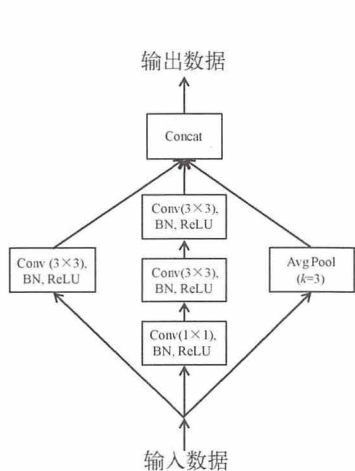 输出数据
Concat
Conv(3×3),
BN, ReLU
Conv (3×3),
BN, ReLU
Conv(3×3),
BN, ReLU
AvgPool
(k=3)
Conv(1×1),
BN, ReLU
输入数据